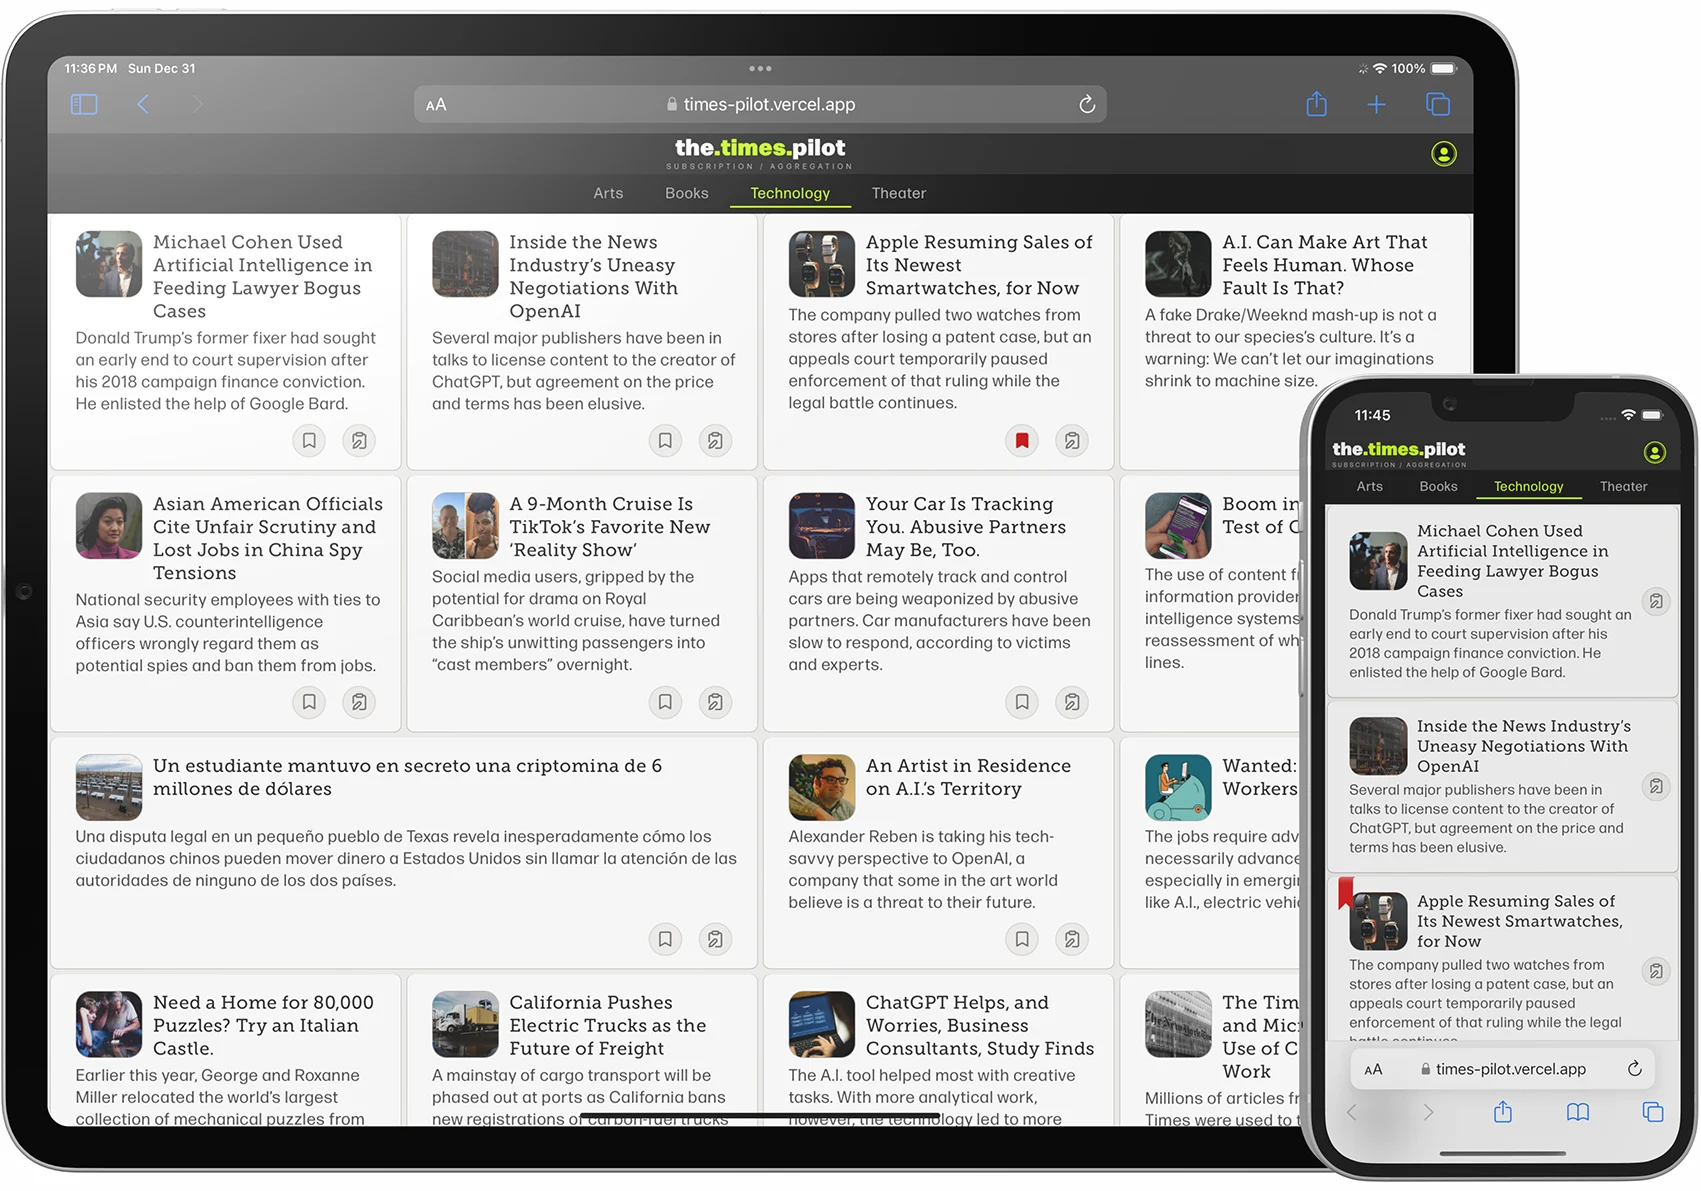 11:36 PM Sun Dec 31
100%
AA
times-pilot.vercel.app
the.times.pilot
SUBSCRIPTION / AGGREGATION
Arts Books Technology Theater
Michael Cohen Used
Artificial Intelligence in
Feeding Lawyer Bogus
Cases
Donald Trump's former fixer had sought
an early end to court supervision after
his 2018 campaign finance conviction.
He enlisted the help of Google Bard.
Inside the News
Industry's Uneasy
Negotiations With
OpenAI
Several major publishers have been in
talks to license content to the creator of
ChatGPT, but agreement on the price
and terms has been elusive.
Apple Resuming Sales of
Its Newest
Smartwatches, for Now
The company pulled two watches from
stores after losing a patent case, but an
appeals court temporarily paused
enforcement of that ruling while the
legal battle continues.
A.I. Can Make Art That
Feels Human. Whose
Fault Is That?
A fake Drake/Weeknd mash-up is not a
threat to our species's culture. It's a
warning: We can't let our imaginations
shrink to machine size.
Asian American Officials
Cite Unfair Scrutiny and
Lost Jobs in China Spy
Tensions
National security employees with ties to
Asia say U.S. counterintelligence
officers wrongly regard them as
potential spies and ban them from jobs.
A 9-Month Cruise Is
TikTok's Favorite New
'Reality Show'
Social media users, gripped by the
potential for drama on Royal
Caribbean's world cruise, have turned
the ship's unwitting passengers into
"cast members" overnight.
Your Car Is Tracking
You. Abusive Partners
May Be, Too.
Apps that remotely track and control
cars are being weaponized by abusive
partners. Car manufacturers have been
slow to respond, according to victims
and experts.
Boom in
Test of
The use of content
information
intelligence systems
reassessment of
lines.
Un estudiante mantuvo en secreto una criptomina de 6
millones de dólares
Una disputa legal en un pequeño pueblo de Texas revela inesperadamente cómo los
ciudadanos chinos pueden mover dinero a Estados Unidos sin llamar la atención de las
autoridades de ninguno de los dos países.
An Artist in Residence
on A.I.'s Territory
Alexander Reben is taking his tech-
savvy perspective to OpenAI, a
company that some in the art world
believe is a threat to their future.
Wanted:
Workers
The jobs require
necessarily
especially in
like A.I., electric
Need a Home for 80,000
Puzzles? Try an Italian
Castle.
Earlier this year, George and Roxanne
Miller relocated the world's largest
collection of mechanical puzzles from
California Pushes
Electric Trucks as the
Future of Freight
A mainstay of cargo transport will be
phased out at ports as California bans
new registrations of carbon-fuel trucks
ChatGPT Helps, and
Worries, Business
Consultants, Study Finds
The A.I. tool helped most with creative
tasks. With more analytical work,
however, the technology led to more
The
and
Use of
Work
Millions of articles
Times were used to
11:45
the.times.pilot
SUBSCRIPTION / AGGREGATION
Arts Books Technology Theater
Michael Cohen Used
Artificial Intelligence in
Feeding Lawyer Bogus
Cases
Donald Trump's former fixer had sought an
early end to court supervision after his
2018 campaign finance conviction. He
enlisted the help of Google Bard.
Inside the News Industry's
Uneasy Negotiations With
OpenAI
Several major publishers have been in
talks to license content to the creator of
ChatGPT, but agreement on the price and
terms has been elusive.
Apple Resuming Sales of
Its Newest Smartwatches,
for Now
The company pulled two watches from
stores after losing a patent case, but an
appeals court temporarily paused
enforcement of that ruling while the legal
battle continues.
AA
times-pilot.vercel.app